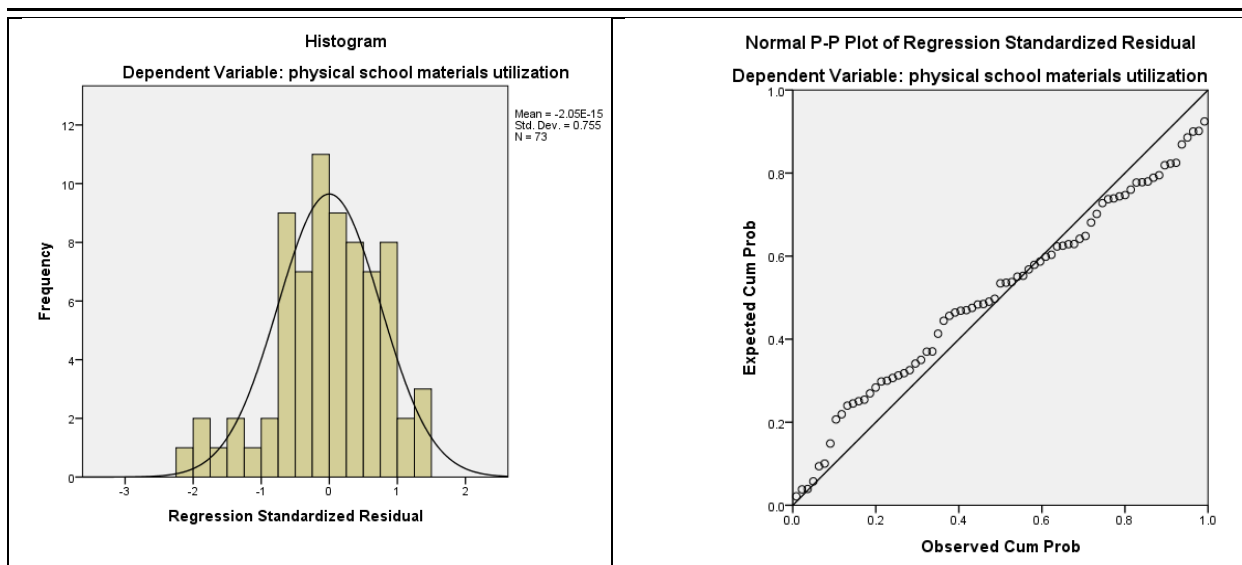 Histogram
Dependent Variable: physical school materials utilization
Mean = -2.05E-15
Std. Dev. = 0.755
N = 73
12
10
8
6
4
2
0
Frequency
-3 -2 -1 0 1 2
Regression Standardized Residual
Normal P-P Plot of Regression Standardized Residual
Dependent Variable: physical school materials utilization
1.0
0.8
0.6
0.4
0.2
0.0
Expected Cum Prob
0.0 0.2 0.4 0.6 0.8 1.0
Observed Cum Prob